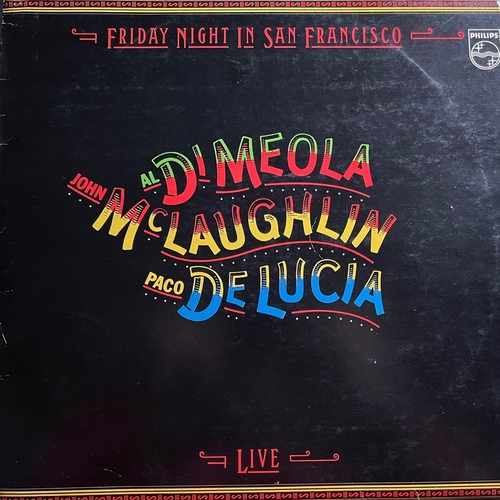 FRIDAY NIGHT IN SAN FRANCISCO
PHILIPS
AL DI MEOLA
JOHN MCLAUGHLIN
PACO DE LUCIA
LIVE